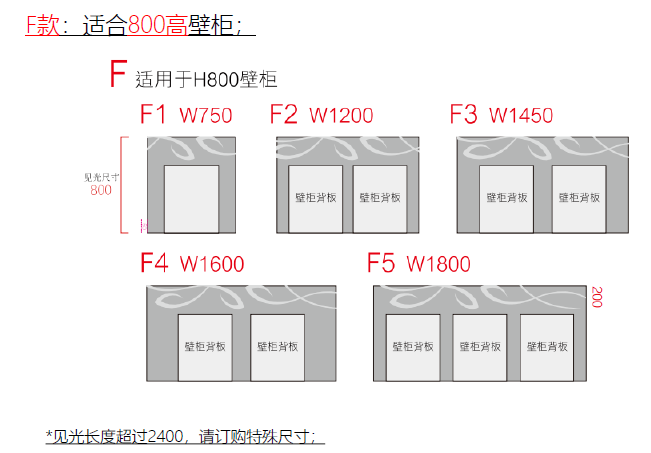 F款：适合800高壁柜；
F 适用于H800壁柜
F1 W750 F2 W1200 F3 W1450
见光尺寸
800
壁柜背板 壁柜背板 壁柜背板 壁柜背板
F4 W1600 F5 W1800
200
壁柜背板 壁柜背板 壁柜背板 壁柜背板 壁柜背板
*见光长度超过2400，请订购特殊尺寸；